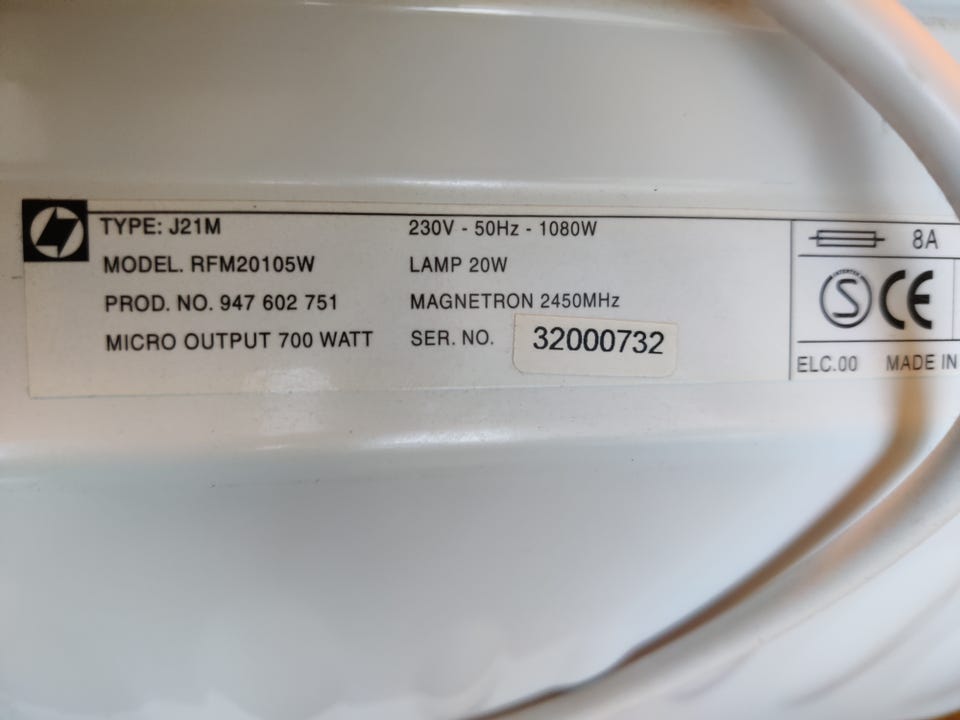 TYPE: J21M
MODEL. RFM20105W
PROD. NO. 947 602 751
MICRO OUTPUT 700 WATT
230V - 50Hz - 1080W
LAMP 20W
MAGNETRON 2450MHz
SER. NO. 32000732
8A
INTERTEK S CE
ELC.00 MADE IN